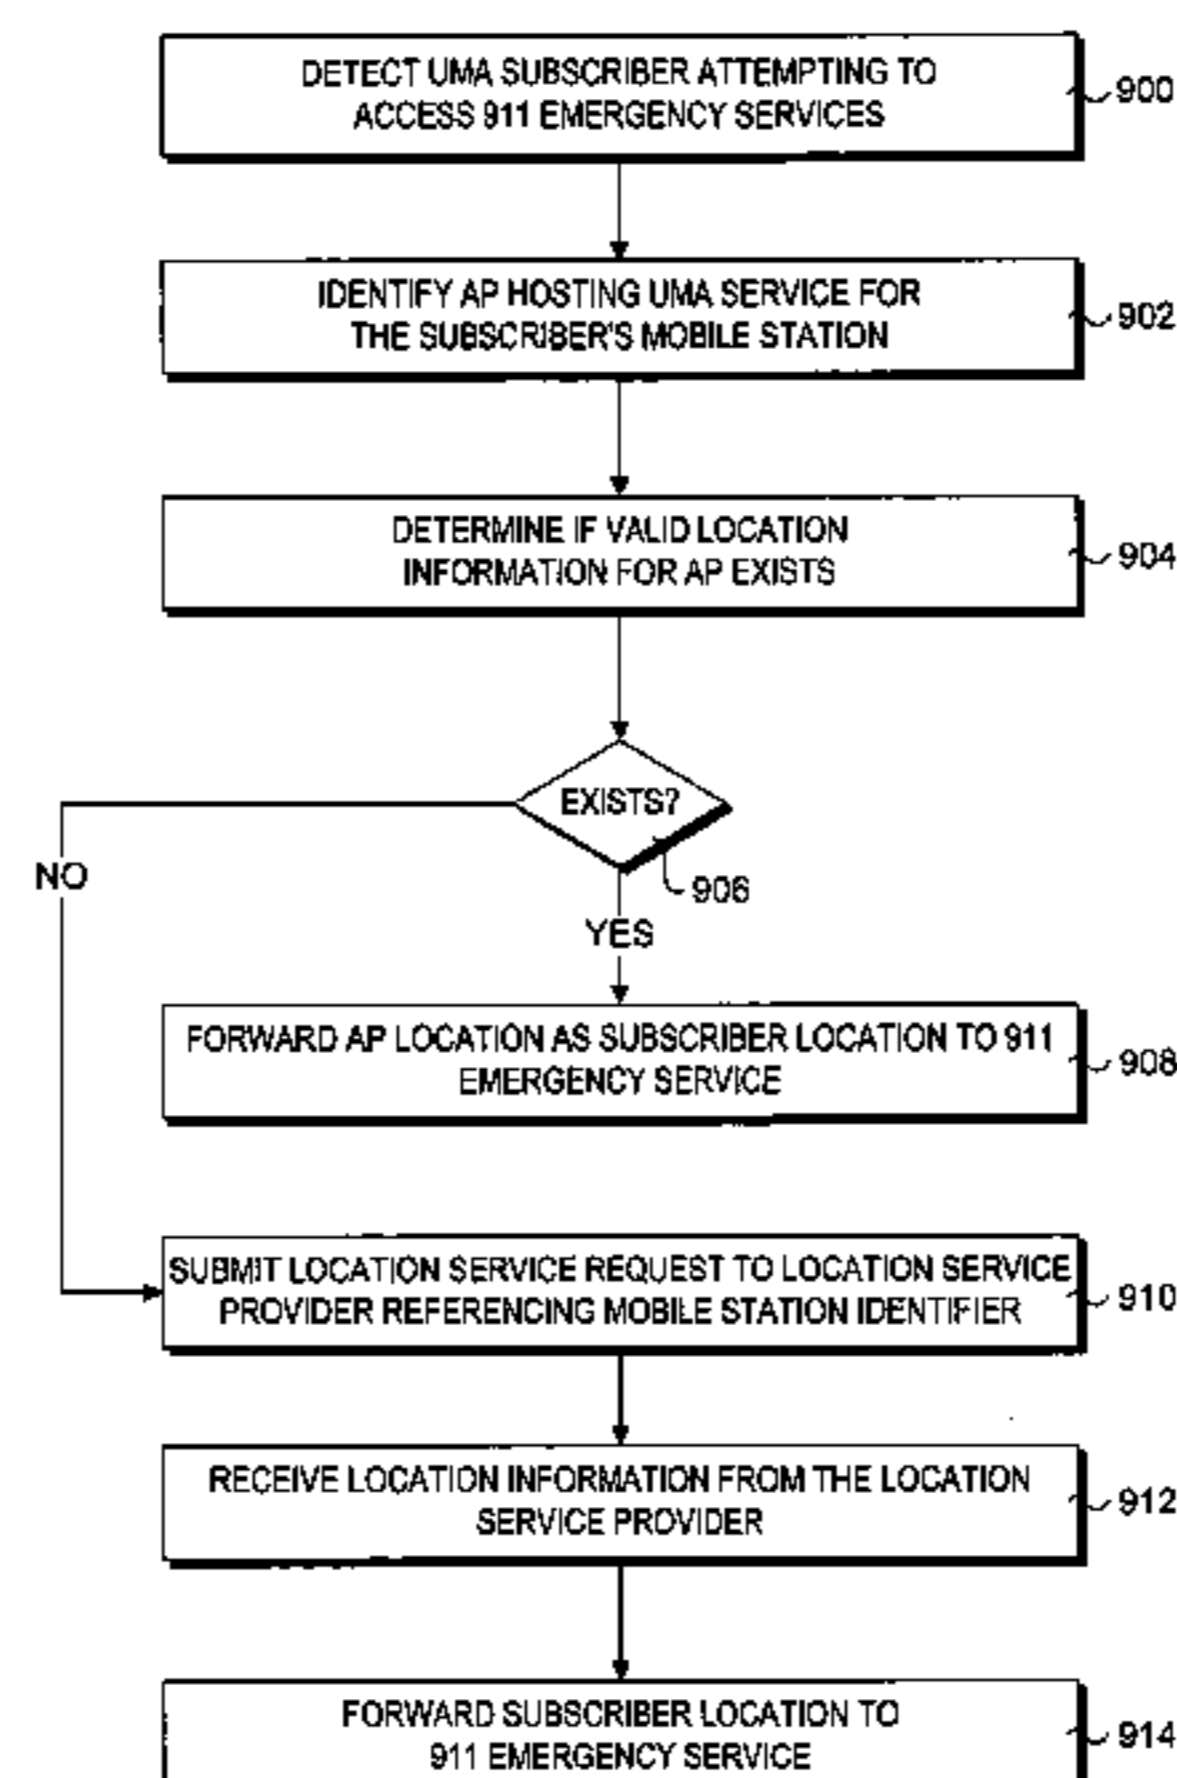 DETECT UMA SUBSCRIBER ATTEMPTING TO
ACCESS 911 EMERGENCY SERVICES
900
IDENTIFY AP HOSTING UMA SERVICE FOR
THE SUBSCRIBER'S MOBILE STATION
902
DETERMINE IF VALID LOCATION
INFORMATION FOR AP EXISTS
904
EXISTS?
906
NO
YES
FORWARD AP LOCATION AS SUBSCRIBER LOCATION TO 911
EMERGENCY SERVICE
908
SUBMIT LOCATION SERVICE REQUEST TO LOCATION SERVICE
PROVIDER REFERENCING MOBILE STATION IDENTIFIER
910
RECEIVE LOCATION INFORMATION FROM THE LOCATION
SERVICE PROVIDER
912
FORWARD SUBSCRIBER LOCATION TO
911 EMERGENCY SERVICE
914